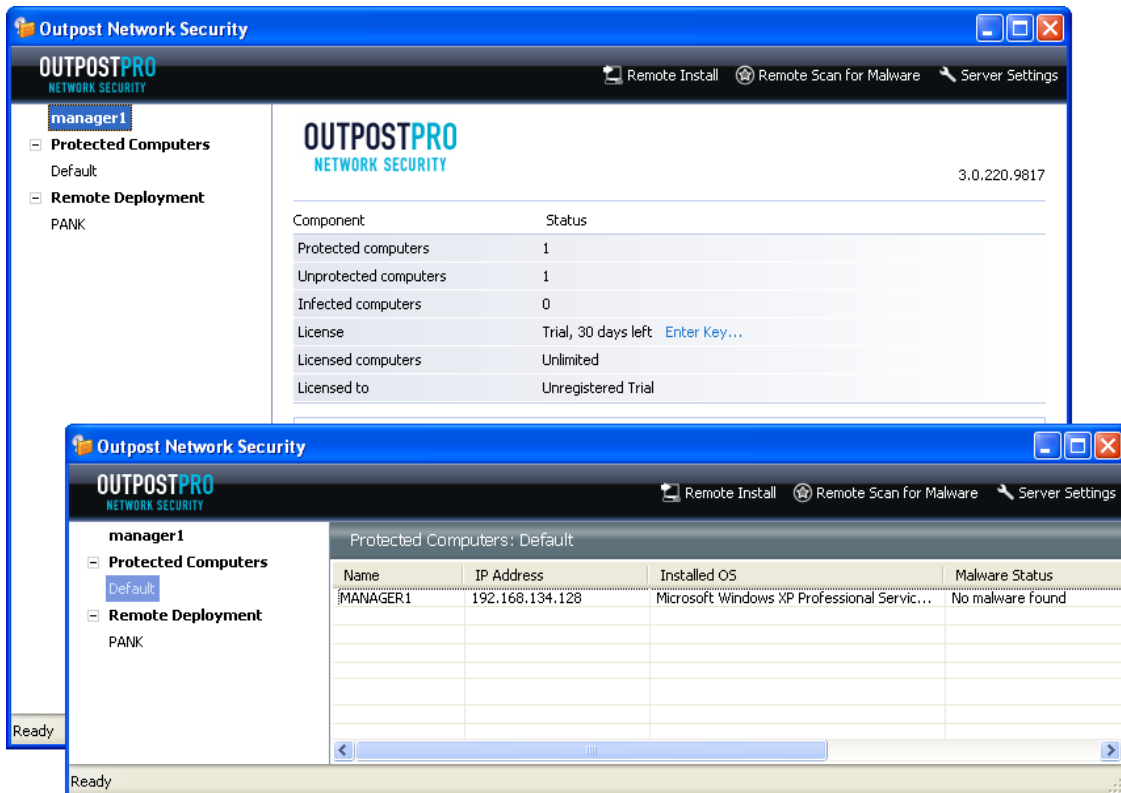 Outpost Network Security
OUTPOSTPRO
NETWORK SECURITY
Remote Install Remote Scan for Malware Server Settings
manager1
Protected Computers
Default
Remote Deployment
PANK
OUTPOSTPRO
NETWORK SECURITY
3.0.220.9817
Component Status
Protected computers 1
Unprotected computers 1
Infected computers 0
License Trial, 30 days left Enter Key...
Licensed computers Unlimited
Licensed to Unregistered Trial
Ready
Outpost Network Security
OUTPOSTPRO
NETWORK SECURITY
Remote Install Remote Scan for Malware Server Settings
manager1
Protected Computers
Default
Remote Deployment
PANK
Protected Computers: Default
Name IP Address Installed OS Malware Status
MANAGER1 192.168.134.128 Microsoft Windows XP Professional Servic... No malware found
Ready